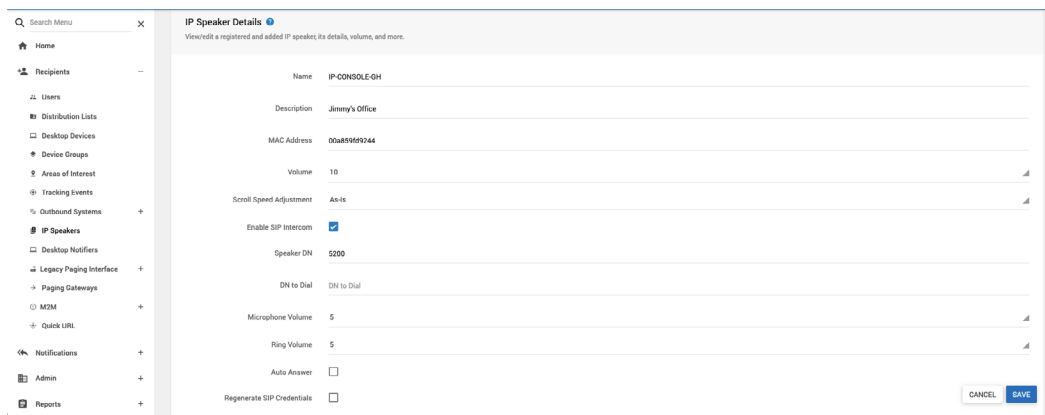 Search Menu
Home
Recipients
Users
Distribution Lists
Desktop Devices
Device Groups
Areas of Interest
Tracking Events
Outbound Systems
IP Speakers
Desktop Notifiers
Legacy Paging Interface
Paging Gateways
M2M
Quick URL
Notifications
Admin
Reports
IP Speaker Details
View/edit a registered and added IP speaker, its details, volume, and more.
Name IP-CONSOLE-GH
Description Jimmy's Office
MAC Address 00a859fd9244
Volume 10
Scroll Speed Adjustment As-is
Enable SIP Intercom
Speaker DN 5200
DN to Dial DN to Dial
Microphone Volume 5
Ring Volume 5
Auto Answer
Regenerate SIP Credentials
CANCEL SAVE